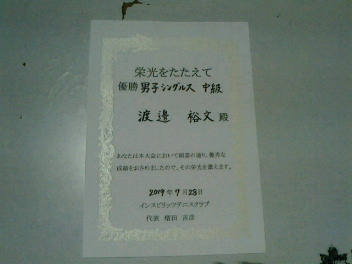 栄光をたたえて
優勝 男子シングルス 中級
渡邉 裕文 殿
あなたは本大会において頭書の通り、優秀な
成績をおさめましたので、その栄光を讃えます。
2019年7月28日
インスピリッツテニスクラブ
代表